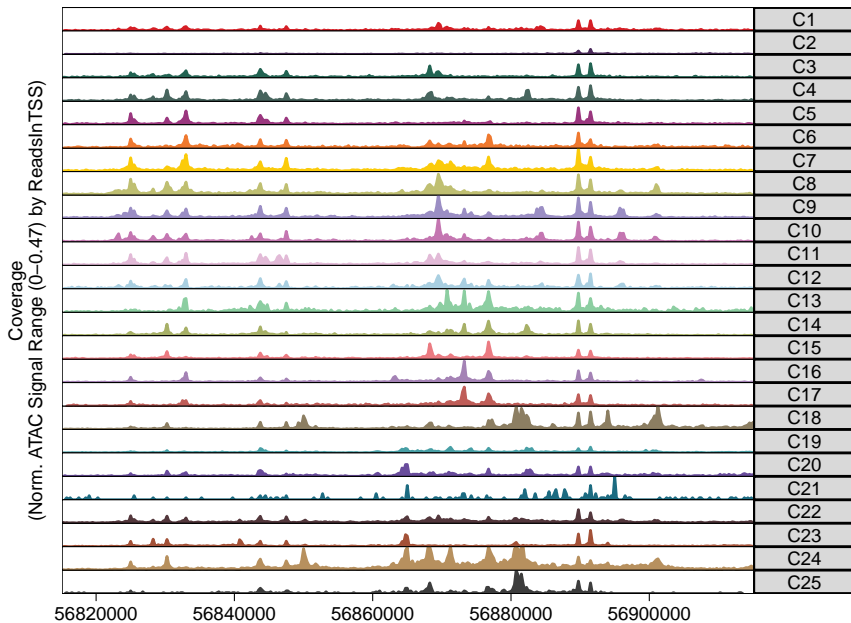 Coverage
(Norm. ATAC Signal Range (0–0.47) by ReadsInTSS)
C1
C2
C3
C4
C5
C6
C7
C8
C9
C10
C11
C12
C13
C14
C15
C16
C17
C18
C19
C20
C21
C22
C23
C24
C25
56820000 56840000 56860000 56880000 56900000